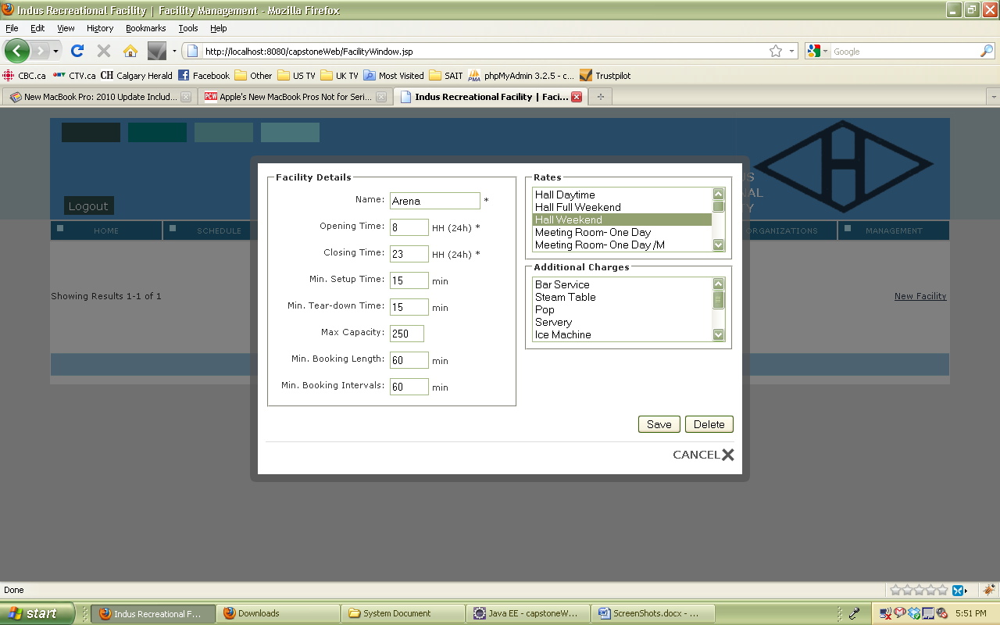 Indus Recreational Facility | Facility Management - Mozilla Firefox
File Edit View History Bookmarks Tools Help
http://localhost:8080/capstoneWeb/FacilityWindow.jsp
Google
CBC.ca CTV.ca CH Calgary Herald Facebook Other US TV UK TV Most Visited SAIT PMA phpMyAdmin 3.2.5 - c... Trustpilot
New MacBook Pro: 2010 Update Includ... PCW Apple's New MacBook Pros Not for Seri... Indus Recreational Facility | Faci...
Logout
HOME SCHEDULE ORGANIZATIONS MANAGEMENT
Showing Results 1-1 of 1
New Facility
Facility Details
Name: Arena *
Opening Time: 8 HH (24h) *
Closing Time: 23 HH (24h) *
Min. Setup Time: 15 min
Min. Tear-down Time: 15 min
Max Capacity: 250
Min. Booking Length: 60 min
Min. Booking Intervals: 60 min
Rates
Hall Daytime
Hall Full Weekend
Hall Weekend
Meeting Room- One Day
Meeting Room- One Day /M
Additional Charges
Bar Service
Steam Table
Pop
Servery
Ice Machine
Save Delete
CANCEL
Done
start Indus Recreational F... Downloads System Document Java EE - capstoneW... ScreenShots.docx - ... 5:51 PM